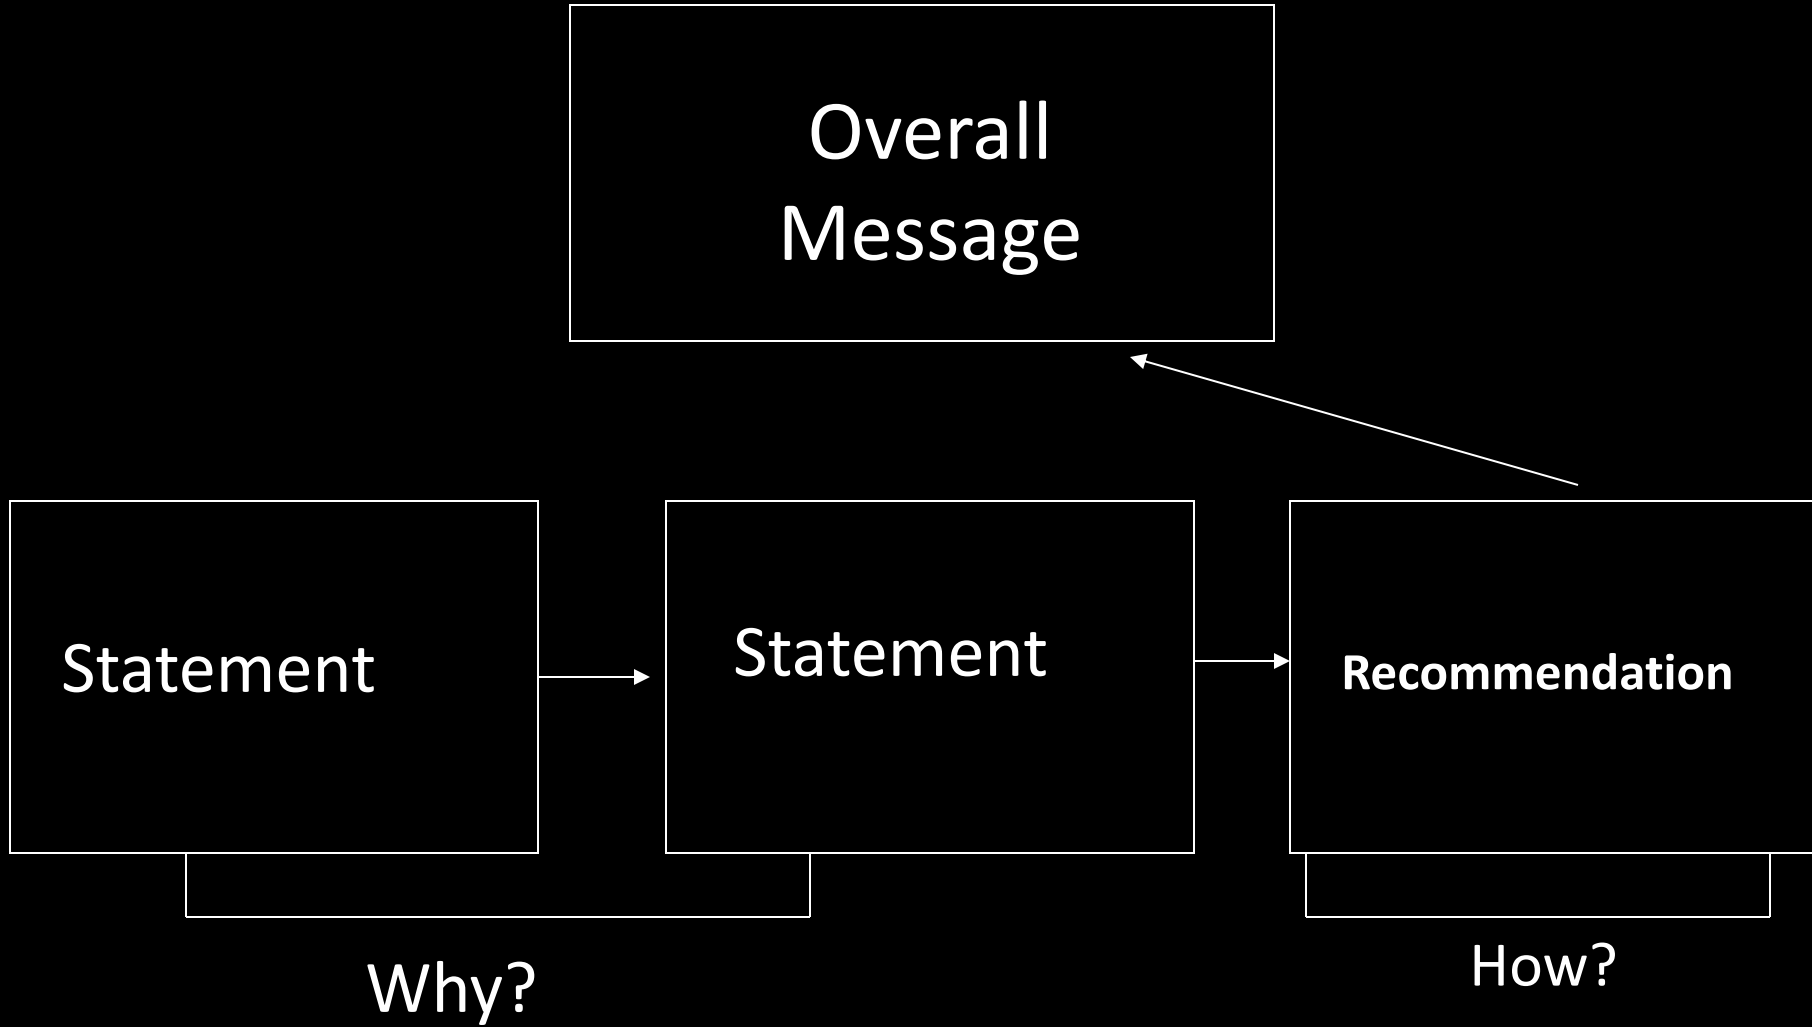 Overall
Message
Statement
Statement
Recommendation
Why?
How?